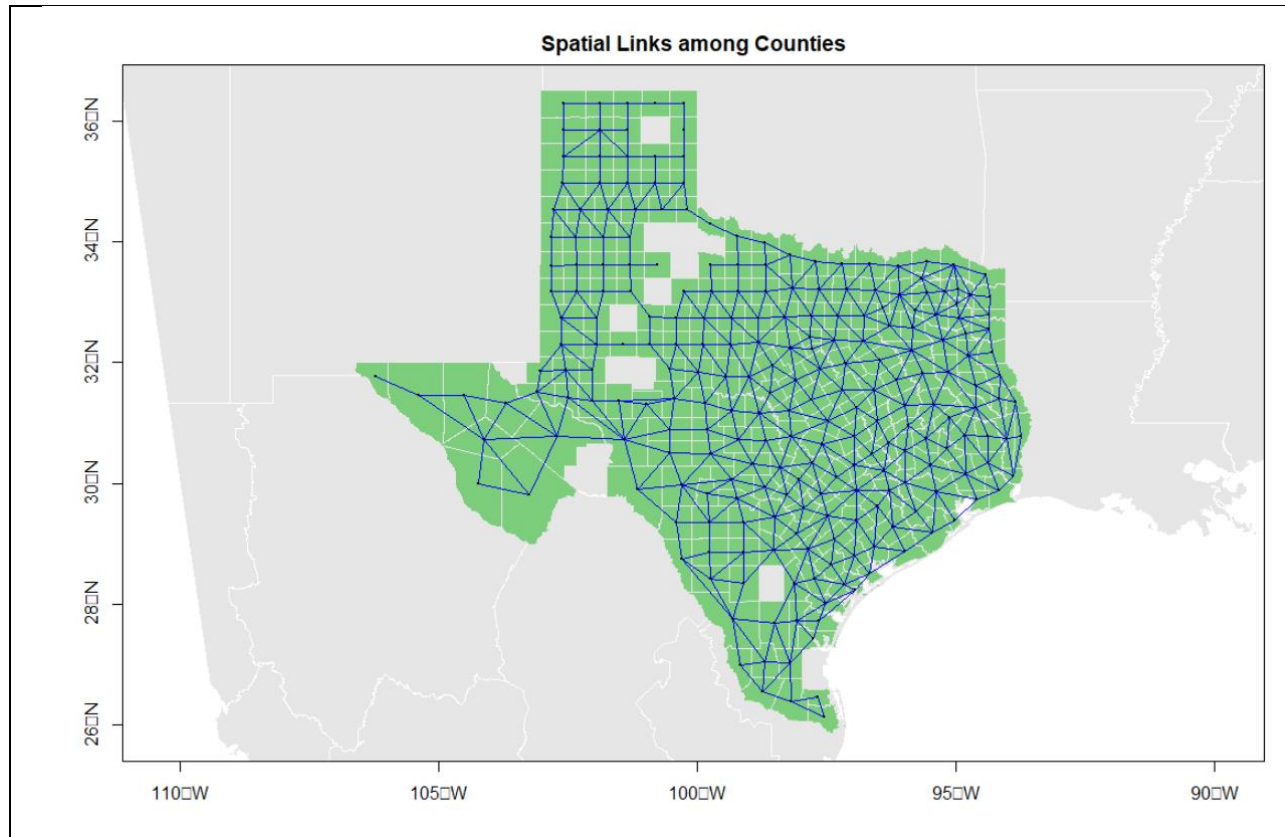 Spatial Links among Counties
36□N
34□N
32□N
30□N
28□N
26□N
110□W
105□W
100□W
95□W
90□W